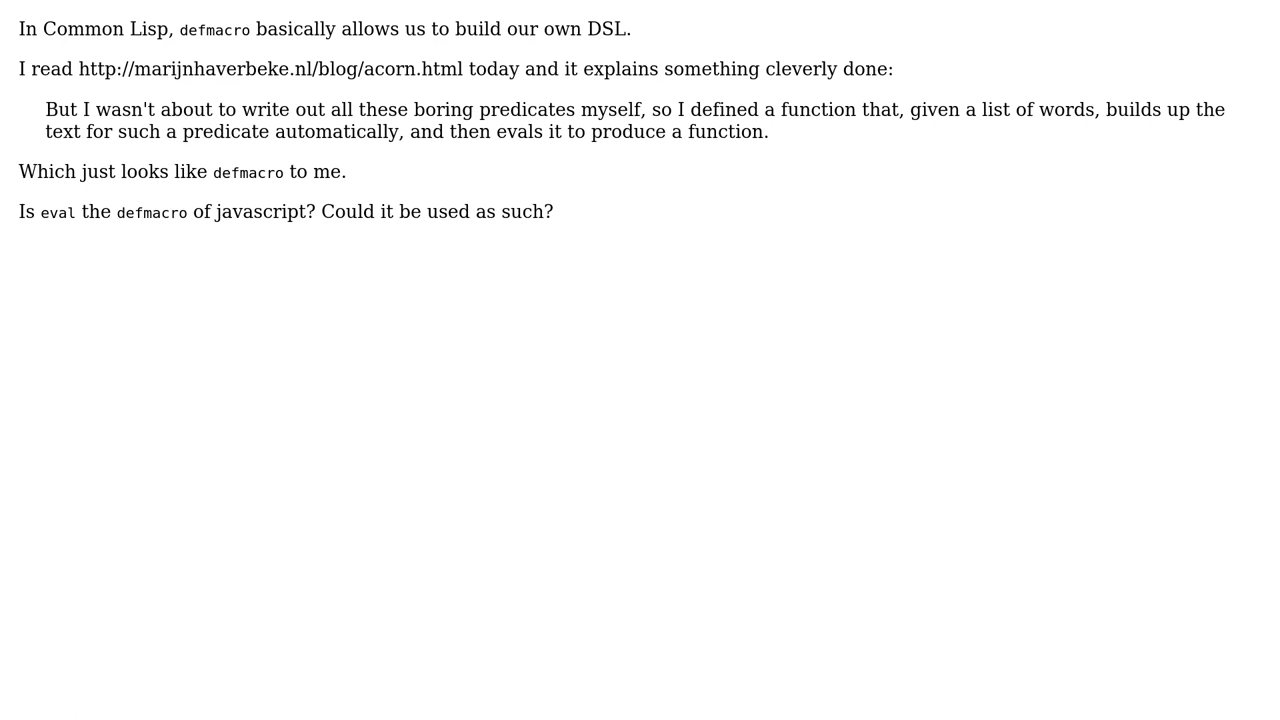 In Common Lisp, defmacro basically allows us to build our own DSL.
I read http://marijnhaverbeke.nl/blog/acorn.html today and it explains something cleverly done:
But I wasn't about to write out all these boring predicates myself, so I defined a function that, given a list of words, builds up the
text for such a predicate automatically, and then evals it to produce a function.
Which just looks like defmacro to me.
Is eval the defmacro of javascript? Could it be used as such?